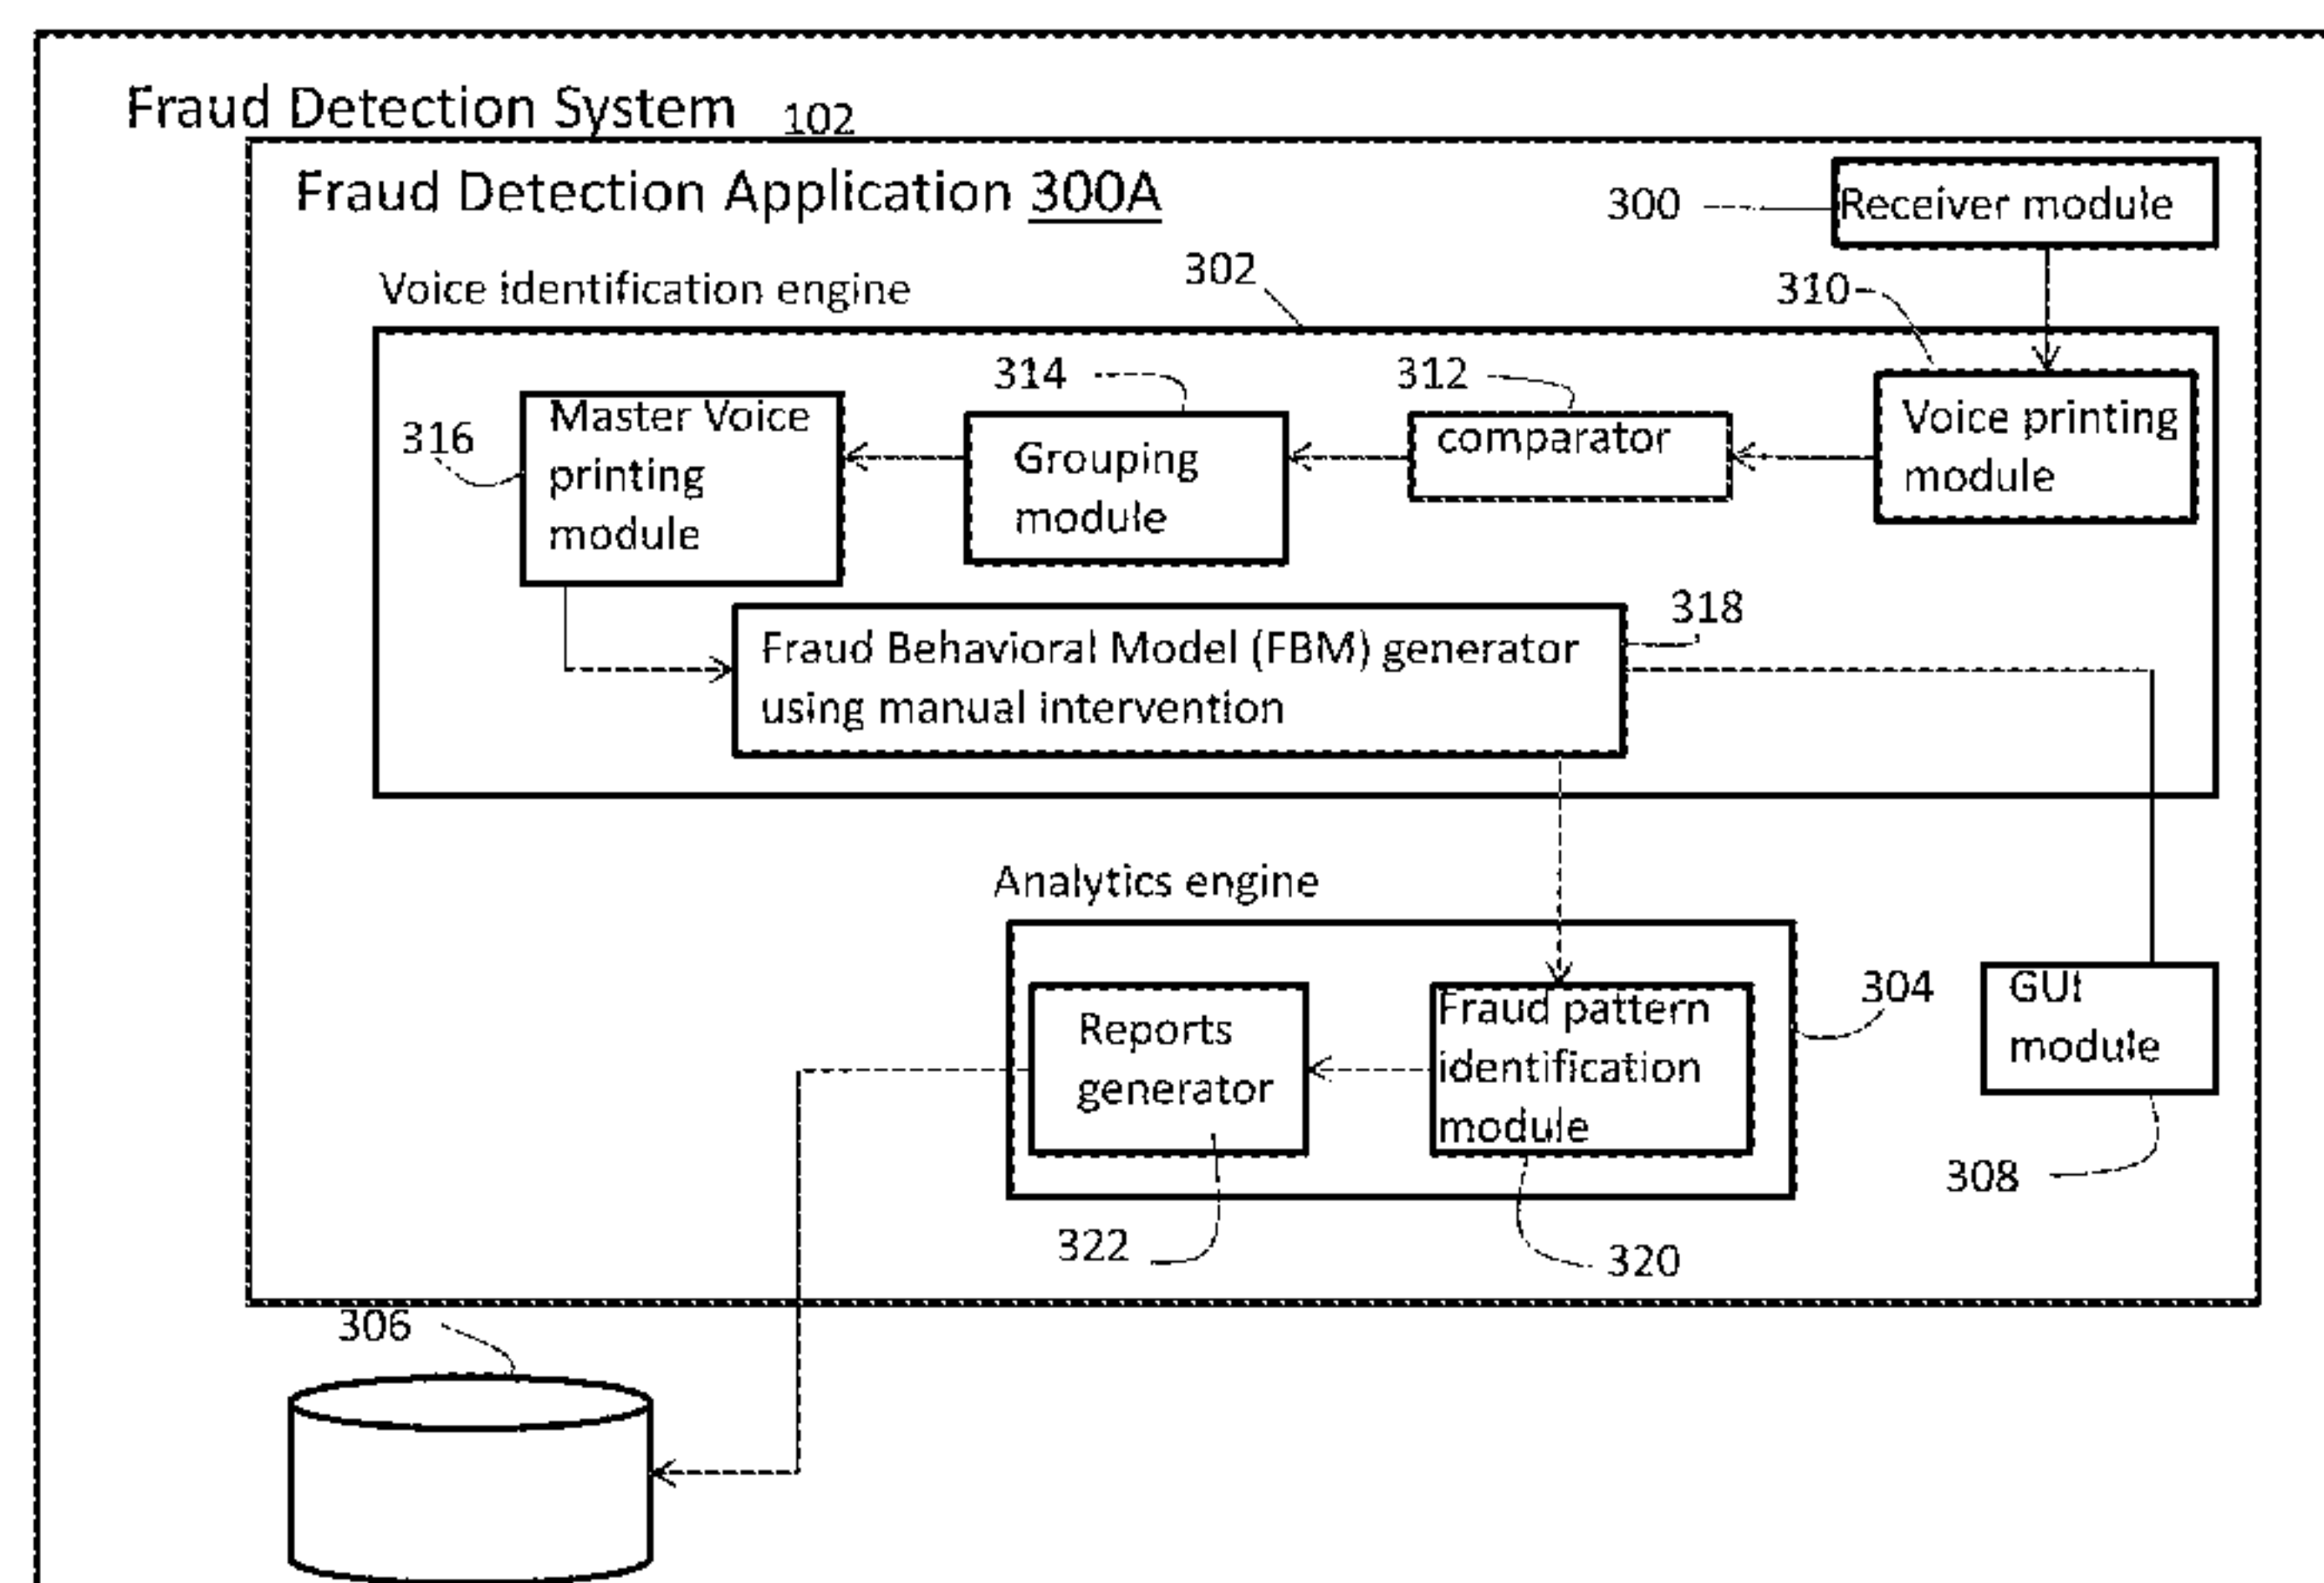 Fraud Detection System 102
Fraud Detection Application 300A
300
Receiver module
Voice identification engine
302
310
316
Master Voice
printing
module
314
Grouping
module
312
comparator
Voice printing
module
318
Fraud Behavioral Model (FBM) generator
using manual intervention
Analytics engine
304
Reports
generator
Fraud pattern
identification
module
GUI
module
322
320
308
306